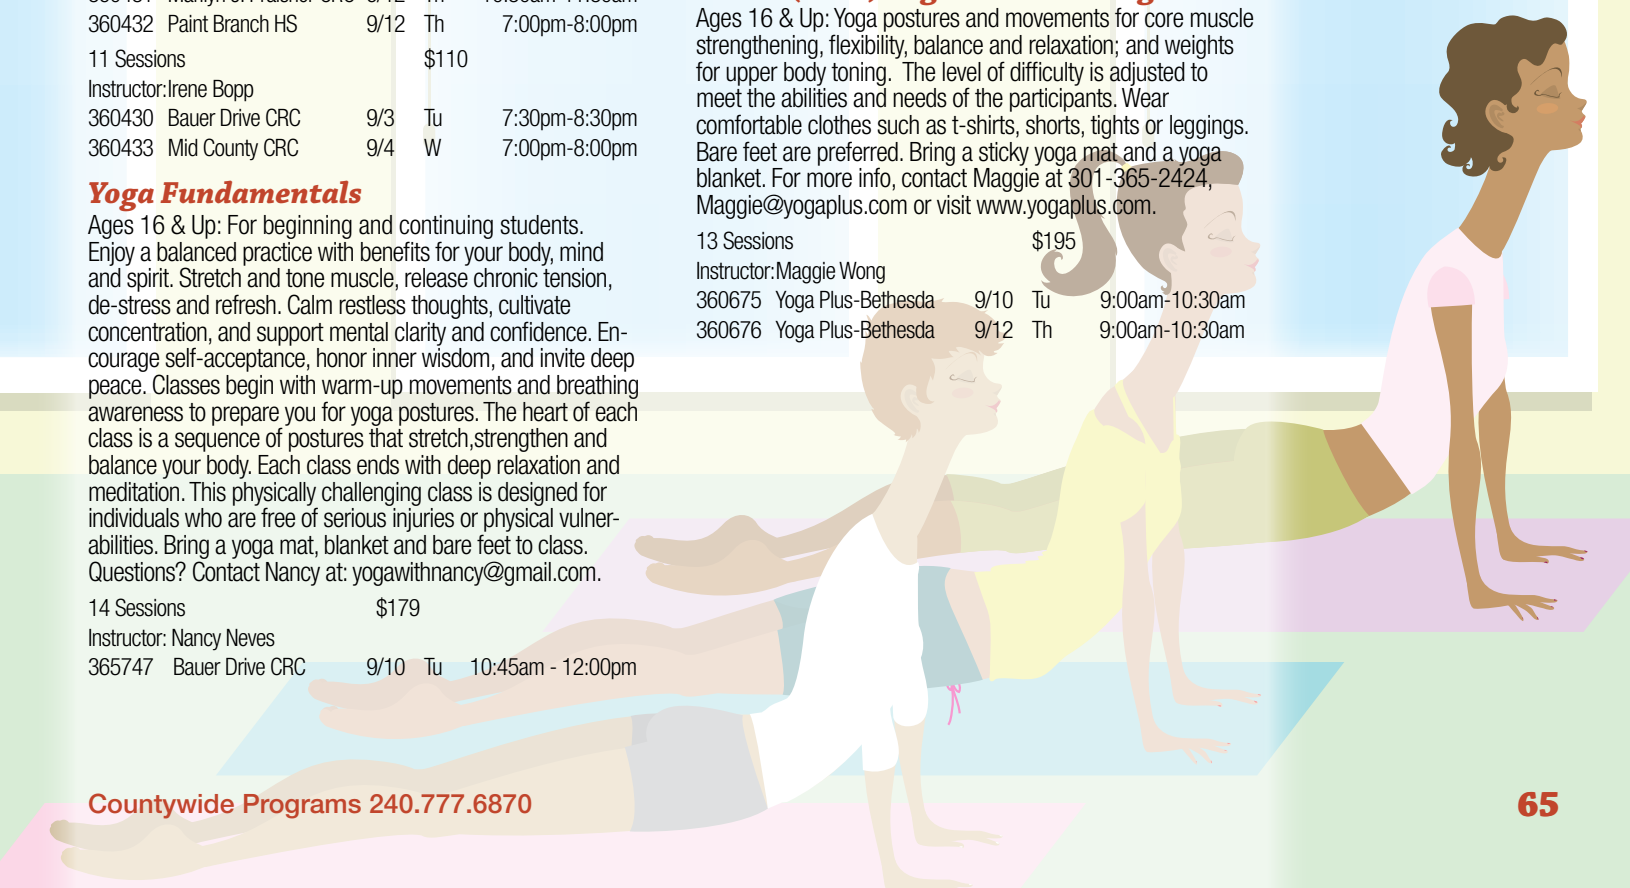 360432 Paint Branch HS 9/12 Th 7:00pm-8:00pm
11 Sessions $110
Instructor:Irene Bopp
360430 Bauer Drive CRC 9/3 Tu 7:30pm-8:30pm
360433 Mid County CRC 9/4 W 7:00pm-8:00pm
Yoga Fundamentals
Ages 16 & Up: For beginning and continuing students.
Enjoy a balanced practice with benefits for your body, mind
and spirit. Stretch and tone muscle, release chronic tension,
de-stress and refresh. Calm restless thoughts, cultivate
concentration, and support mental clarity and confidence. En-
courage self-acceptance, honor inner wisdom, and invite deep
peace. Classes begin with warm-up movements and breathing
awareness to prepare you for yoga postures. The heart of each
class is a sequence of postures that stretch,strengthen and
balance your body. Each class ends with deep relaxation and
meditation. This physically challenging class is designed for
individuals who are free of serious injuries or physical vulner-
abilities. Bring a yoga mat, blanket and bare feet to class.
Questions? Contact Nancy at: yogawithnancy@gmail.com.
14 Sessions $179
Instructor: Nancy Neves
365747 Bauer Drive CRC 9/10 Tu 10:45am - 12:00pm
Ages 16 & Up: Yoga postures and movements for core muscle
strengthening, flexibility, balance and relaxation; and weights
for upper body toning. The level of difficulty is adjusted to
meet the abilities and needs of the participants. Wear
comfortable clothes such as t-shirts, shorts, tights or leggings.
Bare feet are preferred. Bring a sticky yoga mat and a yoga
blanket. For more info, contact Maggie at 301-365-2424,
Maggie@yogaplus.com or visit www.yogaplus.com.
13 Sessions $195
Instructor:Maggie Wong
360675 Yoga Plus-Bethesda 9/10 Tu 9:00am-10:30am
360676 Yoga Plus-Bethesda 9/12 Th 9:00am-10:30am
Countywide Programs 240.777.6870
65